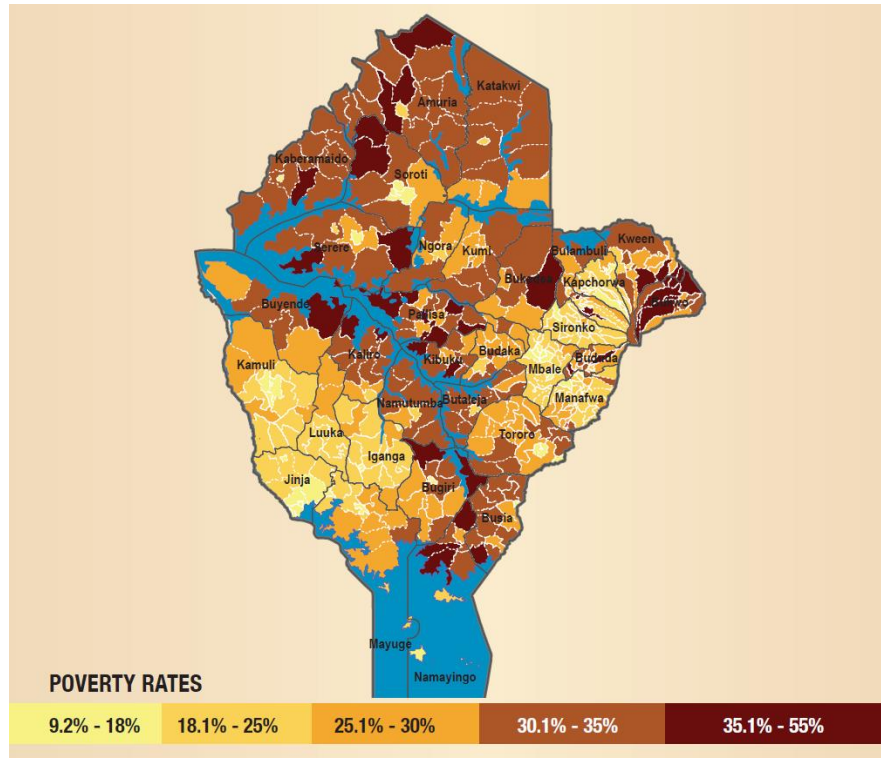 Katakwi
Amuria
Kaberamaido
Soroti
Serere
Ngora
Kumi
Bulambuli
Kween
Kapchorwa
Buyende
Pallisa
Sironko
Kamuli
Kaliro
Kibuku
Budaka
Mbale
Namutumba
Butaleja
Manafwa
Luuka
Tororo
Iganga
Jinja
Bugiri
Busia
Mayuge
Namayingo
POVERTY RATES
9.2% - 18%
18.1% - 25%
25.1% - 30%
30.1% - 35%
35.1% - 55%